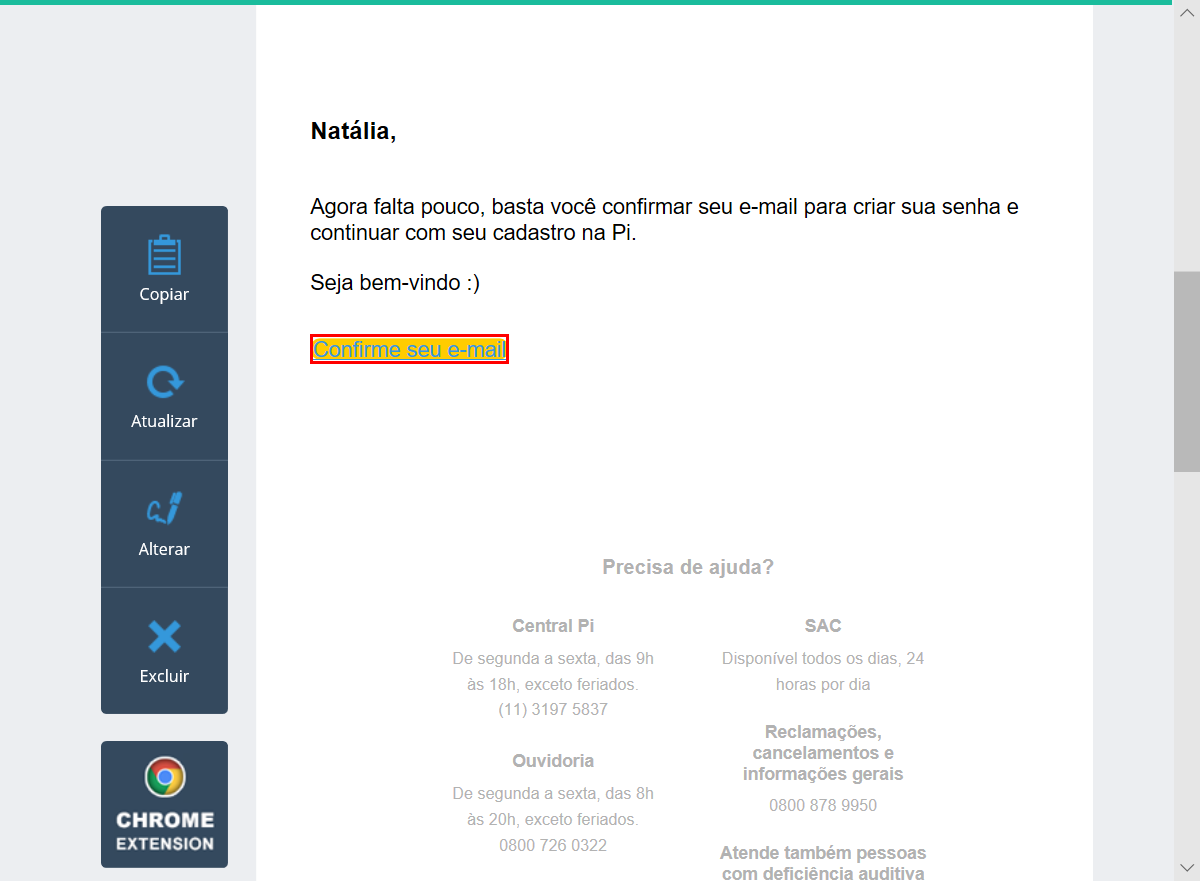 Natália,
Agora falta pouco, basta você confirmar seu e-mail para criar sua senha e
continuar com seu cadastro na Pi.
Seja bem-vindo :)
Confirme seu e-mail
Copiar
Atualizar
Alterar
Excluir
CHROME
EXTENSION
Precisa de ajuda?
Central Pi
De segunda a sexta, das 9h
às 18h, exceto feriados.
(11) 3197 5837
Ouvidoria
De segunda a sexta, das 8h
às 20h, exceto feriados.
0800 726 0322
SAC
Disponível todos os dias, 24
horas por dia
Reclamações,
cancelamentos e
informações gerais
0800 878 9950
Atende também pessoas
com deficiência auditiva